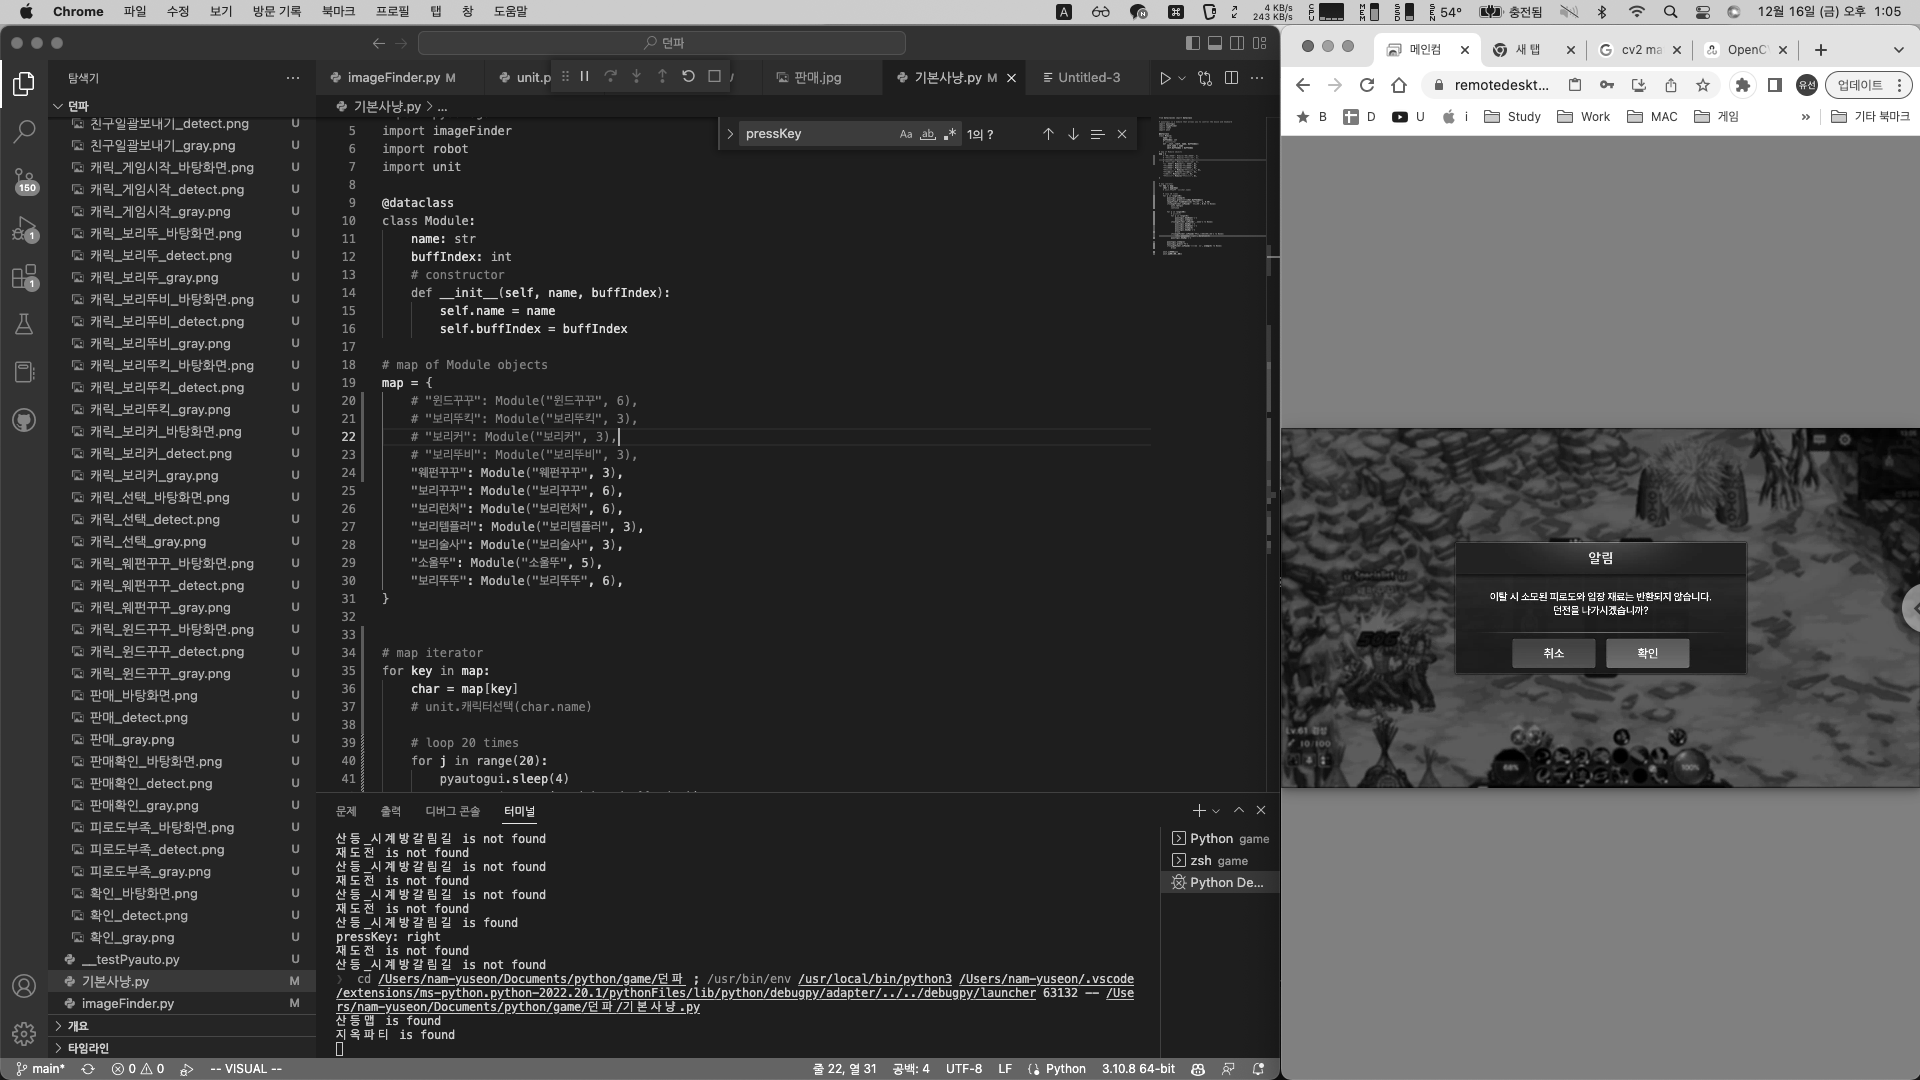 Chrome 파일 수정 보기 방문 기록 북마크 프로필 탭 창 도움말
4 KB/s
243 KB/s
54° 충전됨
12월 16일 (금) 오후 1:05
던파
탐색기
던파
친구일괄보내기_detect.png U
친구일괄보내기_gray.png U
캐릭_게임시작_바탕화면.png U
캐릭_게임시작_detect.png U
캐릭_게임시작_gray.png U
캐릭_보리뚜_바탕화면.png U
캐릭_보리뚜_detect.png U
캐릭_보리뚜_gray.png U
캐릭_보리뚜비_바탕화면.png U
캐릭_보리뚜비_detect.png U
캐릭_보리뚜비_gray.png U
캐릭_보리뚜킥_바탕화면.png U
캐릭_보리뚜킥_detect.png U
캐릭_보리뚜킥_gray.png U
캐릭_보리커_바탕화면.png U
캐릭_보리커_detect.png U
캐릭_보리커_gray.png U
캐릭_선택_바탕화면.png U
캐릭_선택_detect.png U
캐릭_선택_gray.png U
캐릭_웨펀꾸꾸_바탕화면.png U
캐릭_웨펀꾸꾸_detect.png U
캐릭_웨펀꾸꾸_gray.png U
캐릭_윈드꾸꾸_바탕화면.png U
캐릭_윈드꾸꾸_detect.png U
캐릭_윈드꾸꾸_gray.png U
판매_바탕화면.png U
판매_detect.png U
판매_gray.png U
판매확인_바탕화면.png U
판매확인_detect.png U
판매확인_gray.png U
피로도부족_바탕화면.png U
피로도부족_detect.png U
피로도부족_gray.png U
확인_바탕화면.png U
확인_detect.png U
확인_gray.png U
__testPyauto.py U
기본사냥.py M
imageFinder.py M
개요
타임라인
150
1
1
imageFinder.py M
unit.p
판매.jpg
기본사냥.py M
Untitled-3
기본사냥.py > ...
pressKey Aa ab 1의 ?
5 import imageFinder
6 import robot
7 import unit
8
9 @dataclass
10 class Module:
11 name: str
12 buffIndex: int
13 # constructor
14 def __init__(self, name, buffIndex):
15 self.name = name
16 self.buffIndex = buffIndex
17
18 # map of Module objects
19 map = {
20 # "윈드꾸꾸": Module("윈드꾸꾸", 6),
21 # "보리뚜킥": Module("보리뚜킥", 3),
22 # "보리커": Module("보리커", 3),
23 # "보리뚜비": Module("보리뚜비", 3),
24 "웨펀꾸꾸": Module("웨펀꾸꾸", 3),
25 "보리꾸꾸": Module("보리꾸꾸", 6),
26 "보리런처": Module("보리런처", 6),
27 "보리템플러": Module("보리템플러", 3),
28 "보리술사": Module("보리술사", 3),
29 "소울뚜": Module("소울뚜", 5),
30 "보리뚜뚜": Module("보리뚜뚜", 6),
31 }
32
33
34 # map iterator
35 for key in map:
36 char = map[key]
37 # unit.캐릭터선택(char.name)
38
39 # loop 20 times
40 for j in range(20):
41 pyautogui.sleep(4)
문제 출력 디버그 콘솔 터미널
산등_시계방갈림길 is not found
재도전 is not found
산등_시계방갈림길 is not found
재도전 is not found
산등_시계방갈림길 is not found
재도전 is not found
산등_시계방갈림길 is found
pressKey: right
재도전 is not found
산등_시계방갈림길 is not found
cd /Users/nam-yuseon/Documents/python/game/던파 ; /usr/bin/env /usr/local/bin/python3 /Users/nam-yuseon/.vscode
/extensions/ms-python.python-2022.20.1/pythonFiles/lib/python/debugpy/adapter/../../debugpy/launcher 63132 -- /Use
rs/nam-yuseon/Documents/python/game/던파/기본사냥.py
산등맵 is found
지옥파티 is found
Python game
zsh game
Python De...
main* 0 0 -- VISUAL --
줄 22, 열 31 공백: 4 UTF-8 LF Python 3.10.8 64-bit
메인컴
새 탭
cv2 ma
OpenC
remotedeskt...
유선
업데이트
B D U i Study Work MAC 게임 » 기타 북마크
알림
이탈 시 소모된 피로도와 입장 재료는 반환되지 않습니다.
던전을 나가시겠습니까?
취소 확인
Lv.61
10/100
68%
100%